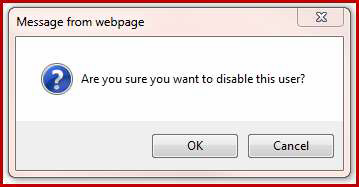 Message from webpage
Are you sure you want to disable this user?
OK
Cancel